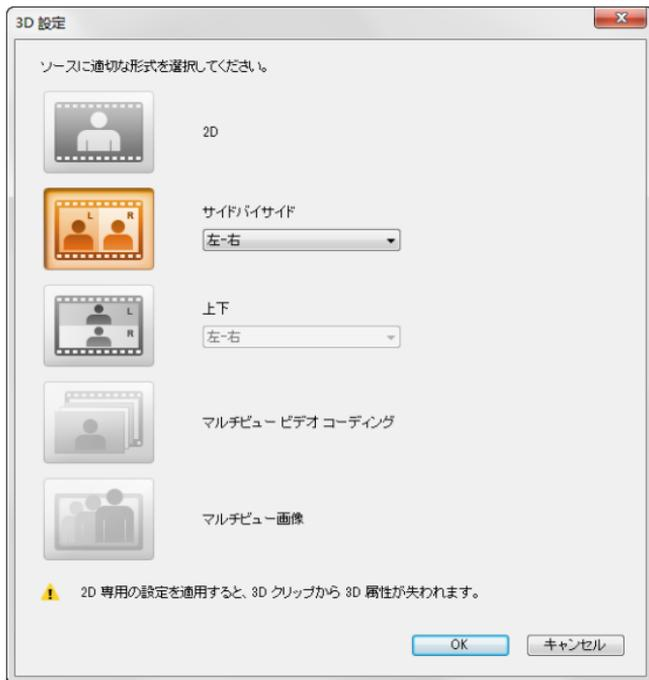 3D 設定
ソースに適切な形式を選択してください。
2D
L R
サイドバイサイド
左-右
L
R
上下
左-右
マルチビュー ビデオ コーディング
マルチビュー画像
2D 専用の設定を適用すると、3D クリップから 3D 属性が失われます。
OK キャンセル